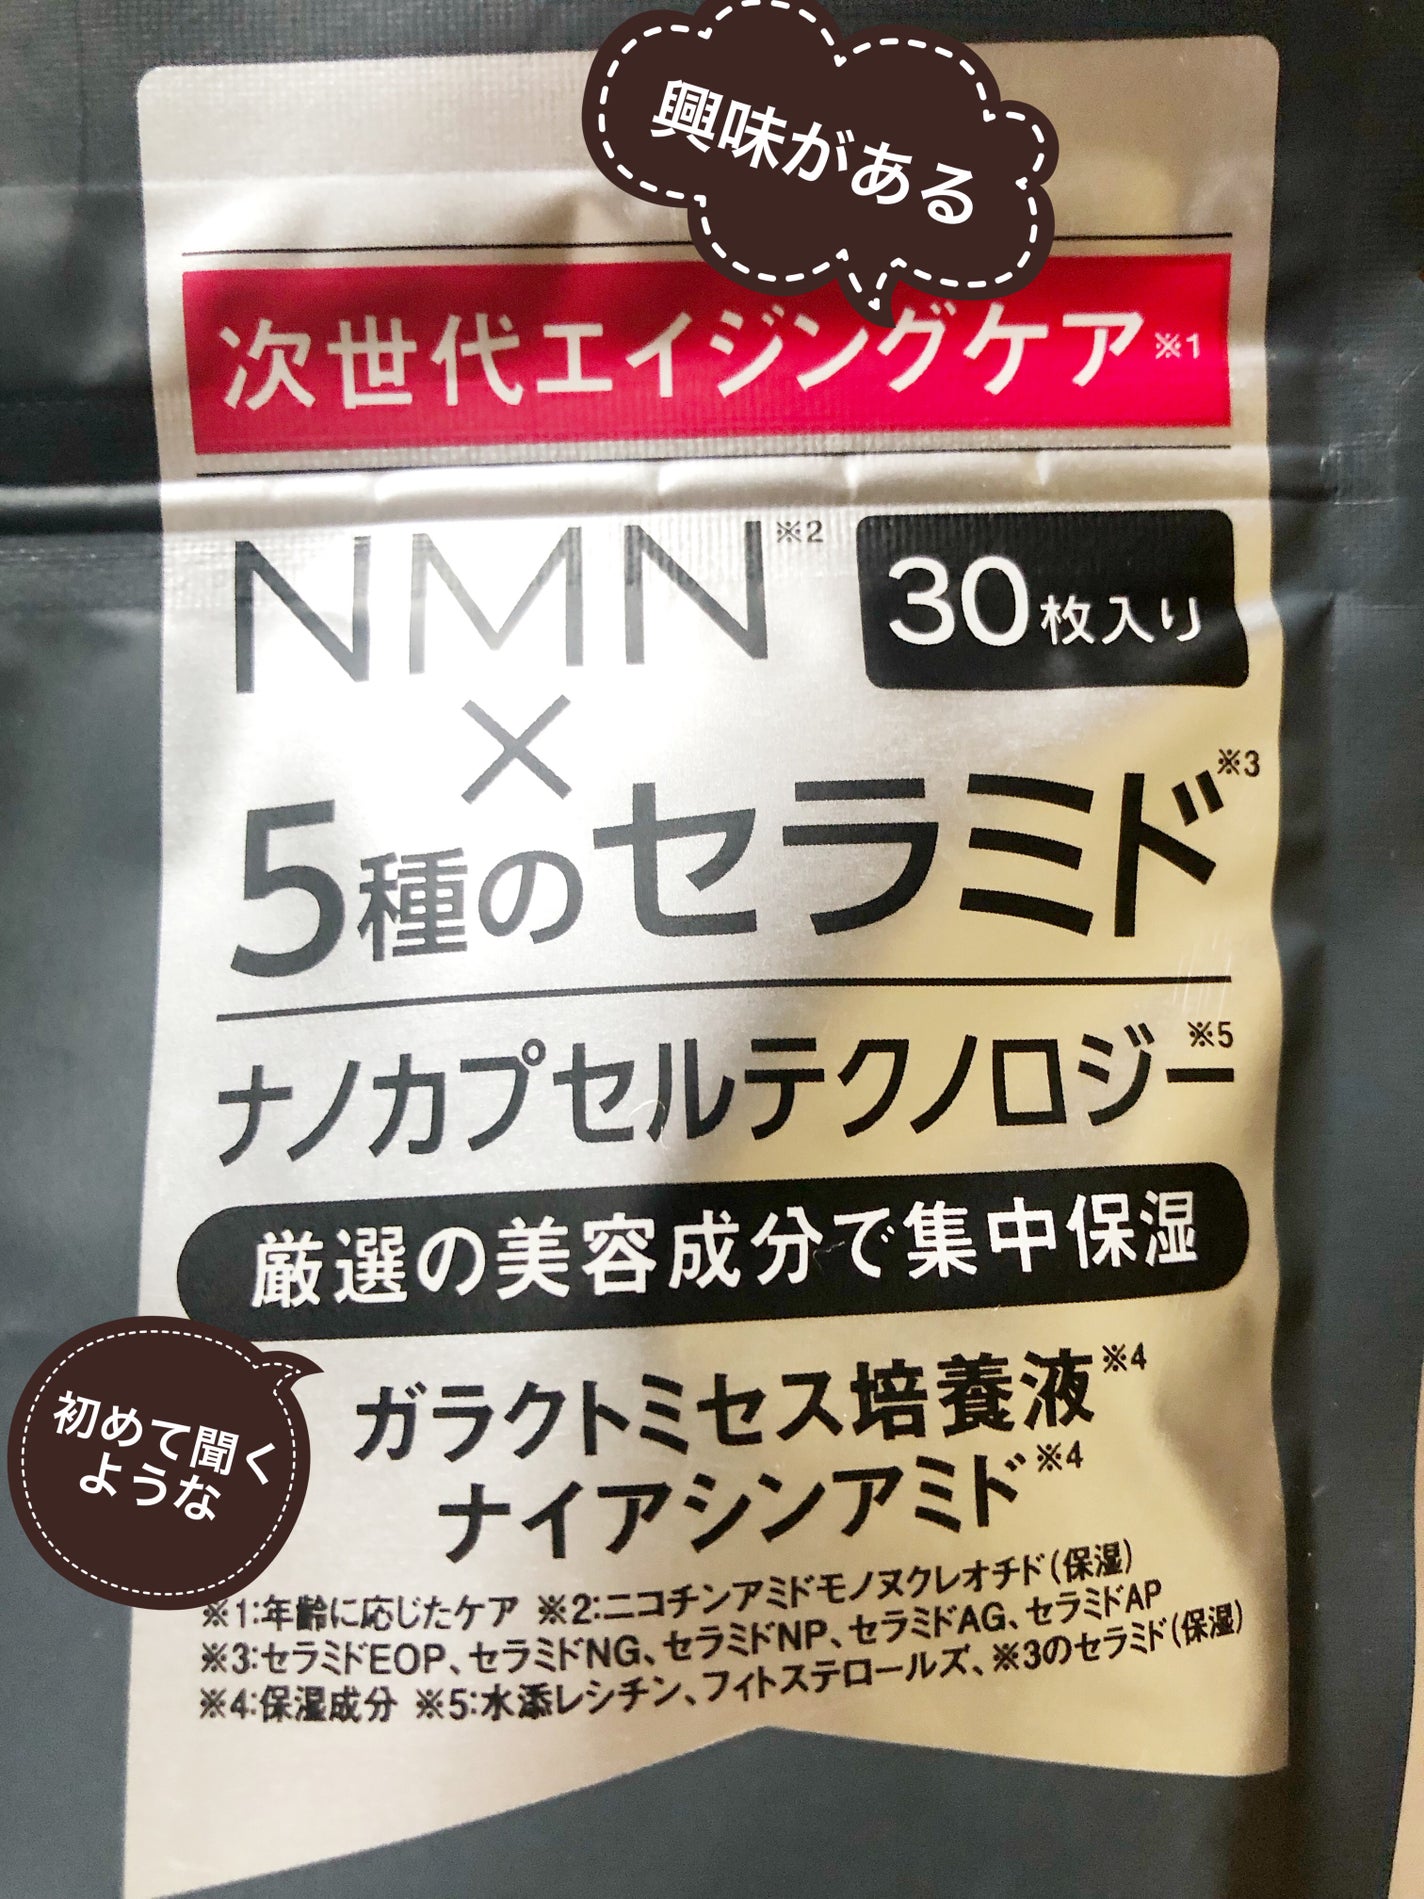 興味がある
次世代エイジングケア※1
NMN※2
30枚入り
×
5種のセラミド※3
ナノカプセルテクノロジー※5
厳選の美容成分で集中保湿
ガラクトミセス培養液※4
ナイアシンアミド※4
初めて聞く
ような
※1:年齢に応じたケア ※2:ニコチンアミドモノヌクレオチド(保湿)
※3:セラミドEOP、セラミドNG、セラミドNP、セラミドAG、セラミドAP
※4:保湿成分 ※5:水添レシチン、フィトステロールズ、※3のセラミド(保湿)